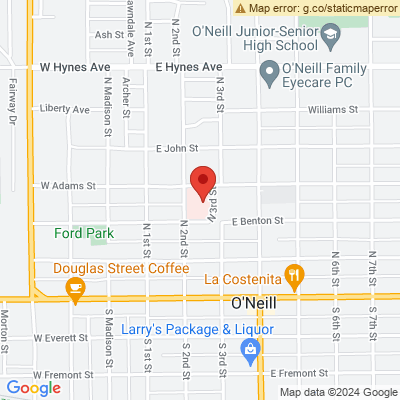 Map error: g.co/staticmaperror
Lawndale Ave
Ash St
N 1st St
N 2nd St
O'Neill Junior-Senior
High School
W Hynes Ave
E Hynes Ave
O'Neill Family
Eyecare PC
Fairway Dr
Archer St
N Madison St
N 3rd St
Liberty Ave
Williams St
E John St
W Adams St
N 3rd St
E Benton St
Ford Park
N 1st St
N 2nd St
N 6th St
N 7th St
Douglas Street Coffee
La Costenita
O'Neill
Morton St
S Madison St
S 1st St
S 2nd St
S 3rd St
S 6th St
S 7th St
Larry's Package & Liquor
W Everett St
W Fremont St
E Fremont St
Google
Map data ©2024 Google